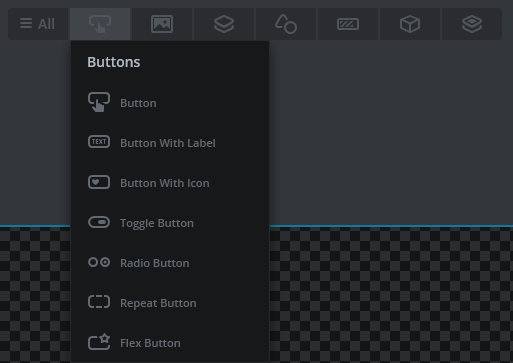 All
Buttons
Button
TEXT
Button With Label
Button With Icon
Toggle Button
Radio Button
Repeat Button
Flex Button